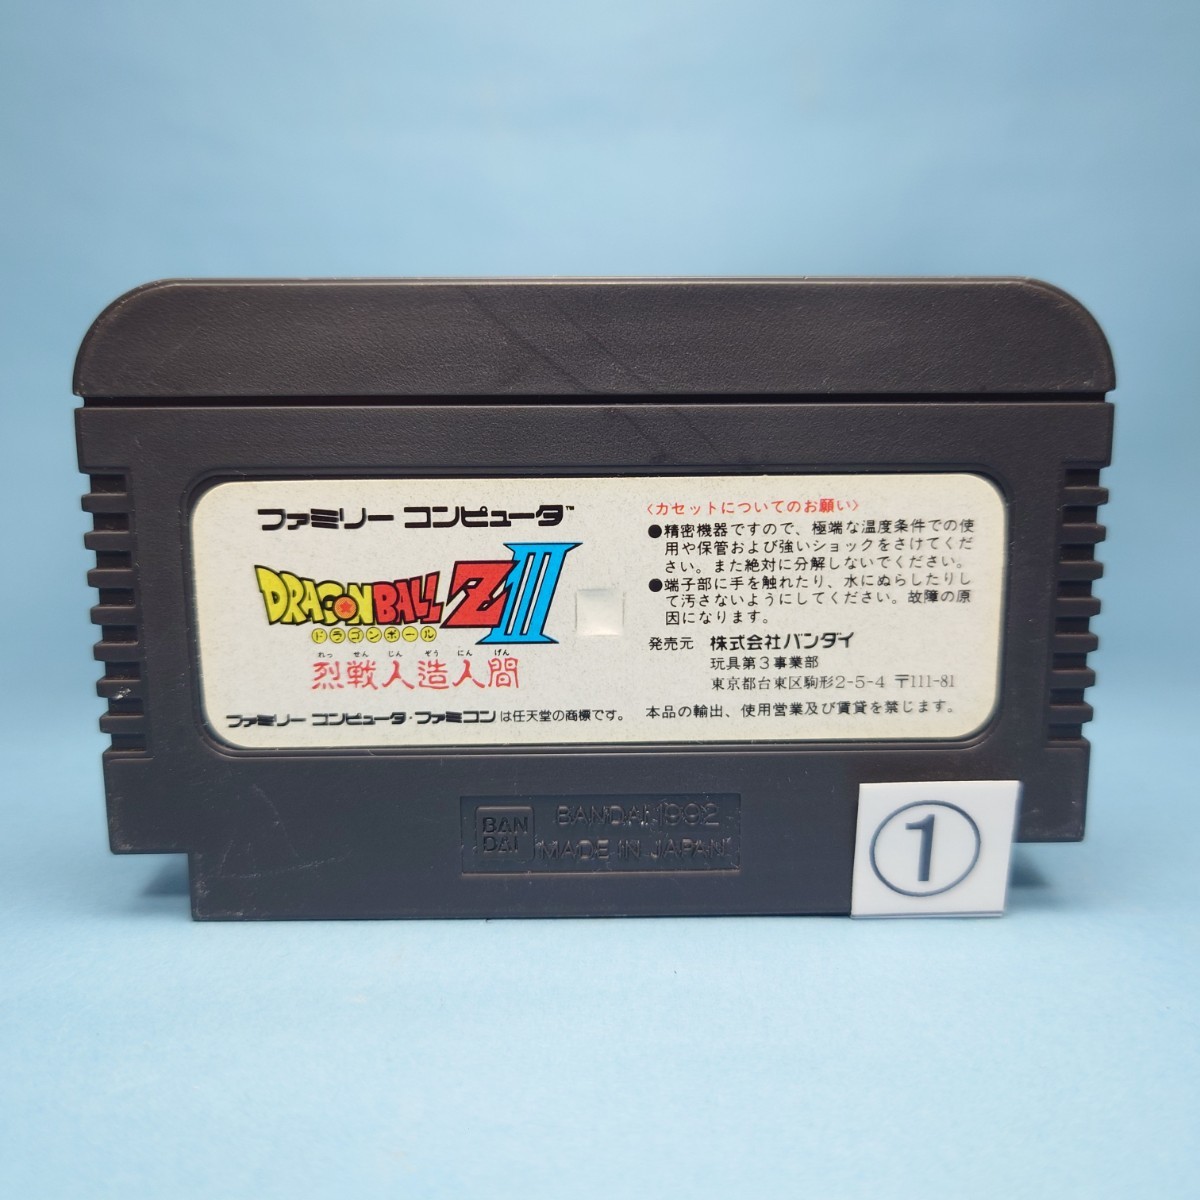 ファミリー コンピュータ™
DRAGON BALL Z III
ドラゴンボール
れっ せん じん ぞう にん げん
烈戦人造人間
ファミリー コンピュータ・ファミコンは任天堂の商標です。
〈カセットについてのお願い〉
●精密機器ですので、極端な温度条件での使
用や保管および強いショックをさけてくだ
さい。また絶対に分解しないでください。
●端子部に手を触れたり、水にぬらしたりし
て汚さないようにしてください。故障の原
因になります。
発売元 株式会社バンダイ
玩具第3事業部
東京都台東区駒形2-5-4 〒111-81
本品の輸出、使用営業及び賃貸を禁じます。
BAN
DAI
BANDAI 1992
MADE IN JAPAN
①